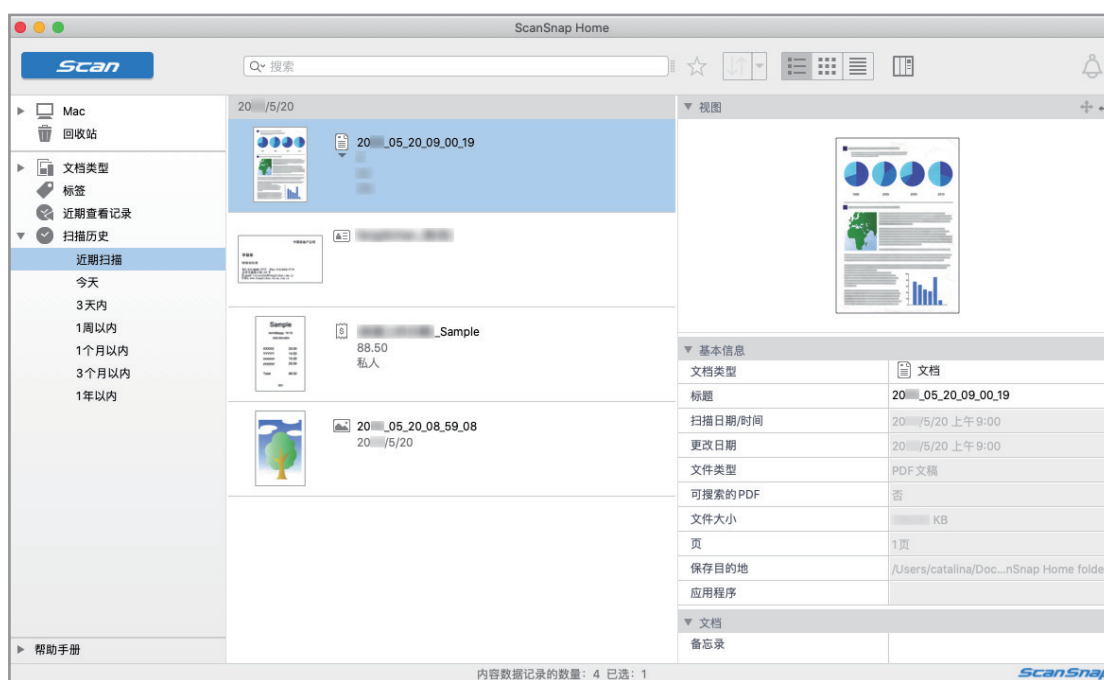 ScanSnap Home
Scan
搜索
Mac
回收站
文档类型
标签
近期查看记录
扫描历史
近期扫描
今天
3天内
1周以内
1个月以内
3个月以内
1年以内
帮助手册
20 /5/20
20 _05_20_09_00_19
_Sample
88.50
私人
Sample
20 _05_20_08_59_08
20 /5/20
视图
基本信息
文档类型 文档
标题 20 _05_20_09_00_19
扫描日期/时间 20 /5/20 上午9:00
更改日期 20 /5/20 上午9:00
文件类型 PDF文稿
可搜索的PDF 否
文件大小 KB
页 1页
保存目的地 /Users/catalina/Doc...nSnap Home folde
应用程序
文档
备忘录
内容数据记录的数量: 4 已选: 1
ScanSnap